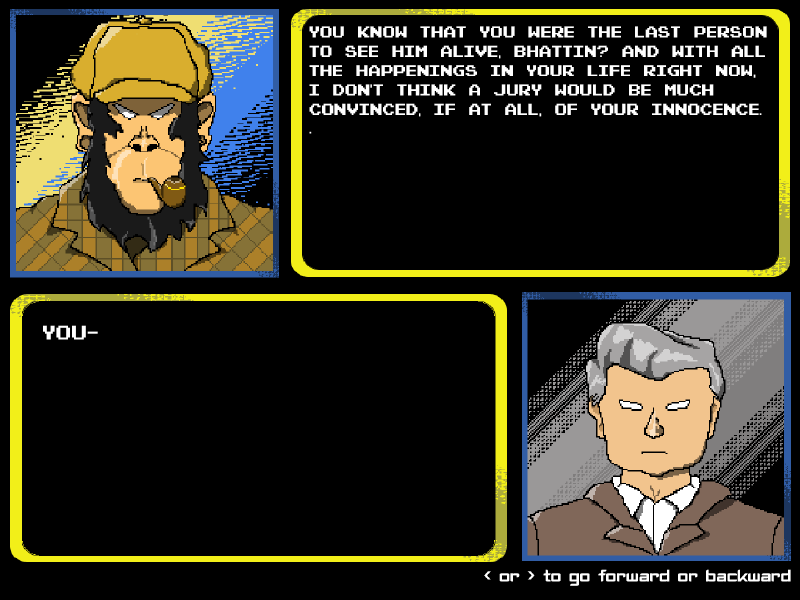 YOU KNOW THAT YOU WERE THE LAST PERSON
TO SEE HIM ALIVE, BHATTIN? AND WITH ALL
THE HAPPENINGS IN YOUR LIFE RIGHT NOW,
I DON'T THINK A JURY WOULD BE MUCH
CONVINCED, IF AT ALL, OF YOUR INNOCENCE.
.
YOU-
< or > to go forward or backward